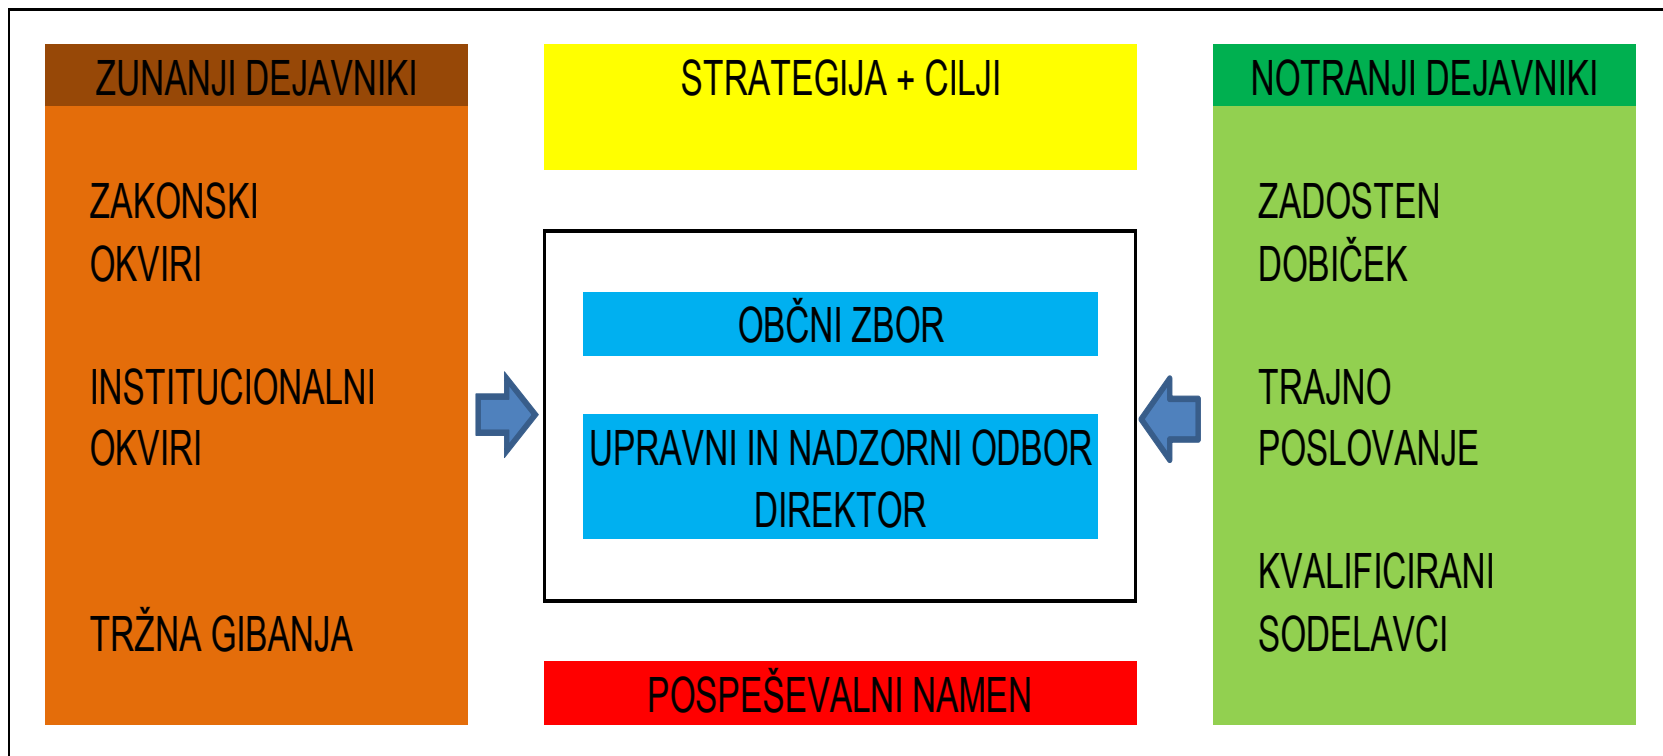 ZUNANJI DEJAVNIKI
ZAKONSKI
OKVIRI
INSTITUCIONALNI
OKVIRI
TRŽNA GIBANJA
STRATEGIJA + CILJI
OBČNI ZBOR
UPRAVNI IN NADZORNI ODBOR
DIREKTOR
POSPEŠEVALNI NAMEN
NOTRANJI DEJAVNIKI
ZADOSTEN
DOBIČEK
TRAJNO
POSLOVANJE
KVALIFICIRANI
SODELAVCI